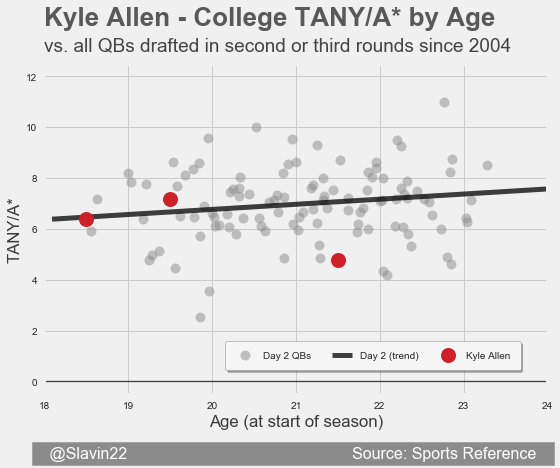 Kyle Allen - College TANY/A* by Age
vs. all QBs drafted in second or third rounds since 2004
12
10
8
6
4
2
0
TANY/A*
Day 2 QBs
Day 2 (trend)
Kyle Allen
18
19
20
21
22
23
24
Age (at start of season)
@Slavin22
Source: Sports Reference